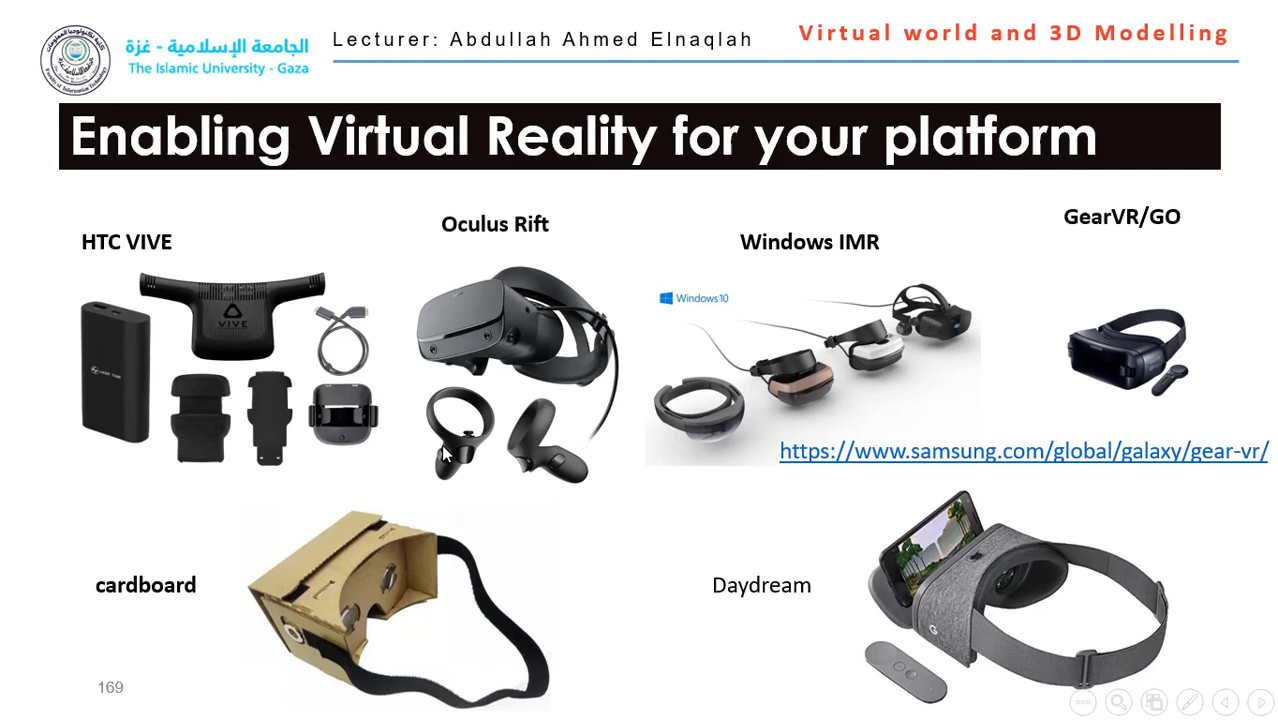 الجامعة الإسلامية - غزة
The Islamic University - Gaza
Lecturer: Abdullah Ahmed Elnaqlah
Virtual world and 3D Modelling
Enabling Virtual Reality for your platform
HTC VIVE
Oculus Rift
Windows IMR
GearVR/GO
VIVE
Windows 10
https://www.samsung.com/global/galaxy/gear-vr/
cardboard
Daydream
169